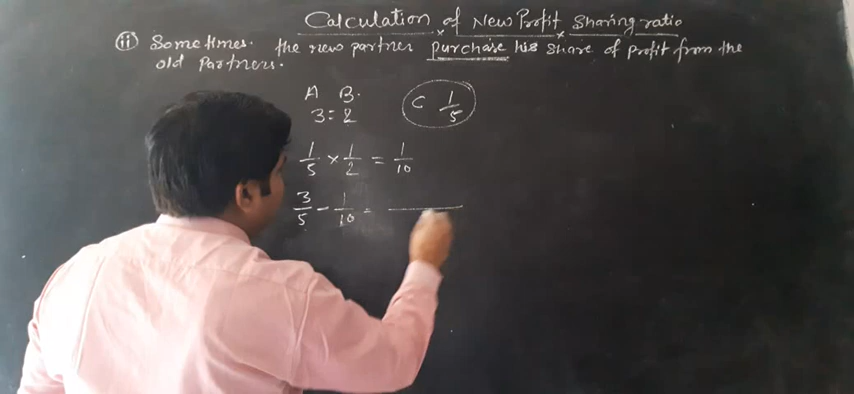 Calculation of New Profit Sharing ratio
(ii) Sometimes. the new partner purchase his share of profit from the
old Partners.
A B.
3:2
C 1/5
1/5 × 1/2 = 1/10
3/5 - 1/10 =